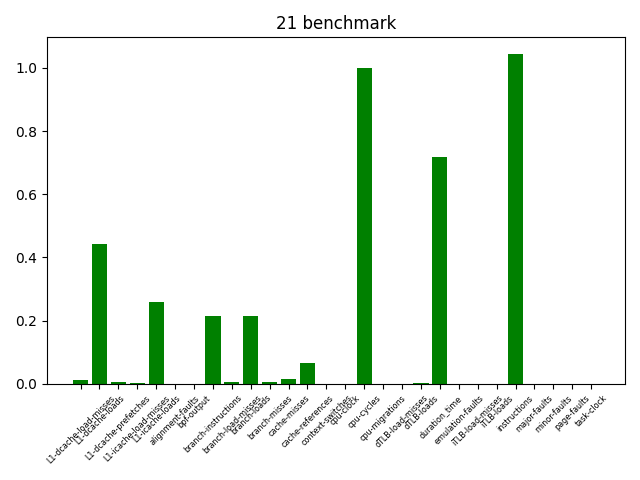 21 benchmark
1.0
0.8
0.6
0.4
0.2
0.0
L1-dcache-load-misses
L1-dcache-loads
L1-dcache-prefetches
L1-icache-load-misses
L1-icache-loads
alignment-faults
bpf-output
branch-instructions
branch-load-misses
branch-loads
branch-misses
cache-misses
cache-references
context-switches
cpu-clock
cpu-cycles
cpu-migrations
dTLB-load-misses
dTLB-loads
duration_time
emulation-faults
iTLB-load-misses
iTLB-loads
instructions
major-faults
minor-faults
page-faults
task-clock